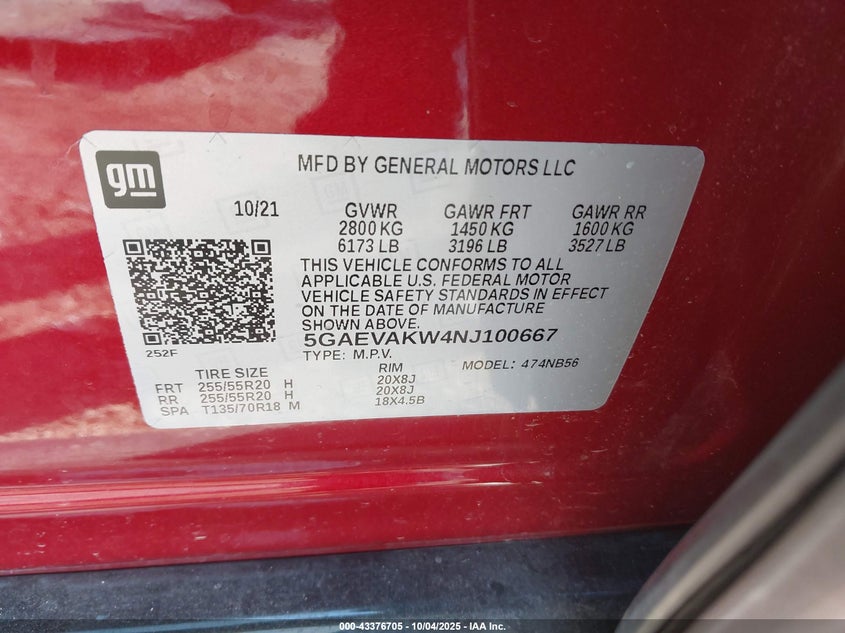 gm
MFD BY GENERAL MOTORS LLC
10/21 GVWR GAWR FRT GAWR RR
2800 KG 1450 KG 1600 KG
6173 LB 3196 LB 3527 LB
THIS VEHICLE CONFORMS TO ALL
APPLICABLE U.S. FEDERAL MOTOR
VEHICLE SAFETY STANDARDS IN EFFECT
ON THE DATE OF MANUFACTURE
SHOWN ABOVE.
252F
5GAEVAKW4NJ100667
TYPE: M.P.V. MODEL: 474NB56
TIRE SIZE RIM
FRT 255/55R20 H 20X8J
RR 255/55R20 H 20X8J
SPA T135/70R18 M 18X4.5B
000-43376705 - 10/04/2025 - IAA Inc.